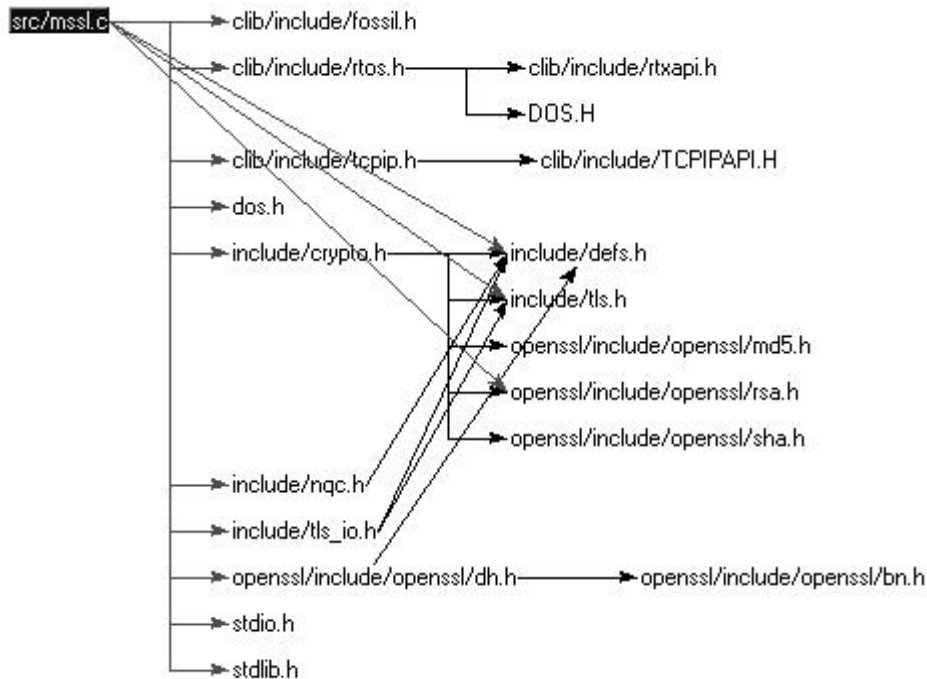 src/mssl.c
clib/include/fossil.h
clib/include/rtos.h
clib/include/rtxapi.h
DOS.H
clib/include/tcpip.h
clib/include/TCPIPAPI.H
dos.h
include/crypto.h
include/defs.h
include/tls.h
openssl/include/openssl/md5.h
openssl/include/openssl/rsa.h
openssl/include/openssl/sha.h
include/nqc.h
include/tls_io.h
openssl/include/openssl/dh.h
openssl/include/openssl/bn.h
stdio.h
stdlib.h